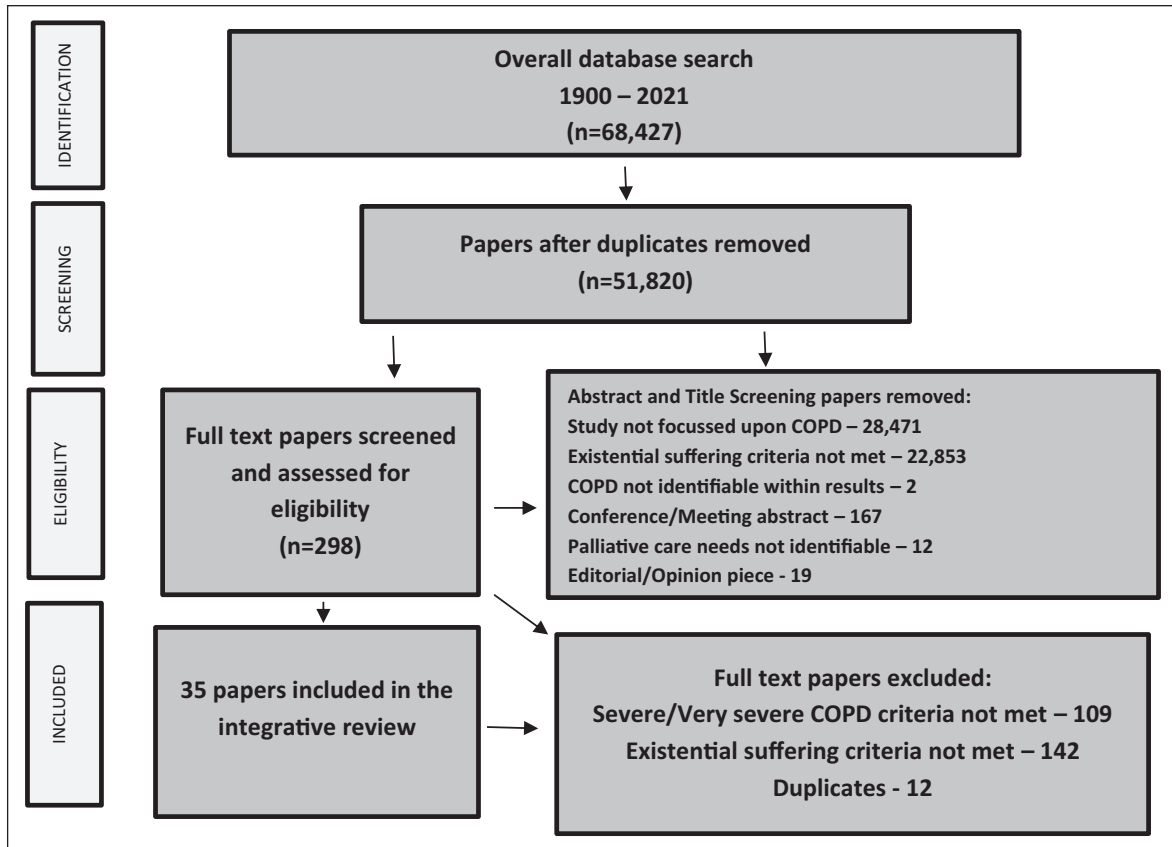 IDENTIFICATION
Overall database search
1900 – 2021
(n=68,427)
SCREENING
Papers after duplicates removed
(n=51,820)
ELIGIBILITY
Full text papers screened
and assessed for
eligibility
(n=298)
Abstract and Title Screening papers removed:
Study not focussed upon COPD – 28,471
Existential suffering criteria not met – 22,853
COPD not identifiable within results – 2
Conference/Meeting abstract – 167
Palliative care needs not identifiable – 12
Editorial/Opinion piece - 19
INCLUDED
35 papers included in the
integrative review
Full text papers excluded:
Severe/Very severe COPD criteria not met – 109
Existential suffering criteria not met – 142
Duplicates - 12